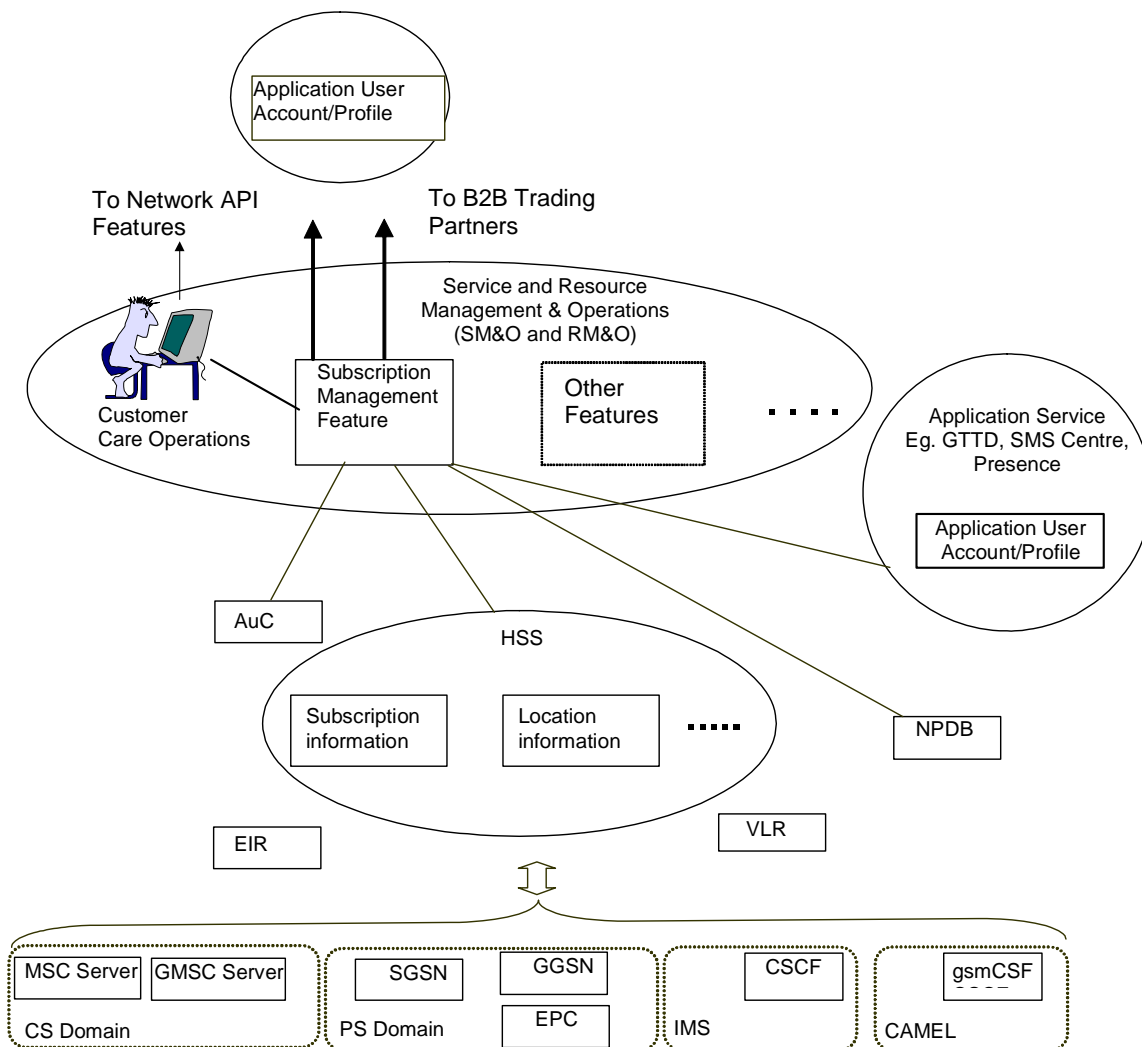 Application User
Account/Profile
To Network API
Features
To B2B Trading
Partners
Service and Resource
Management & Operations
(SM&O and RM&O)
Subscription
Management
Feature
Other
Features
Customer
Care Operations
Application Service
Eg. GTTD, SMS Centre,
Presence
Application User
Account/Profile
AuC
HSS
Subscription
information
Location
information
NPDB
EIR
VLR
MSC Server
GMSC Server
CS Domain
SGSN
GGSN
EPC
PS Domain
CSCF
IMS
gsmCSF
CAMEL